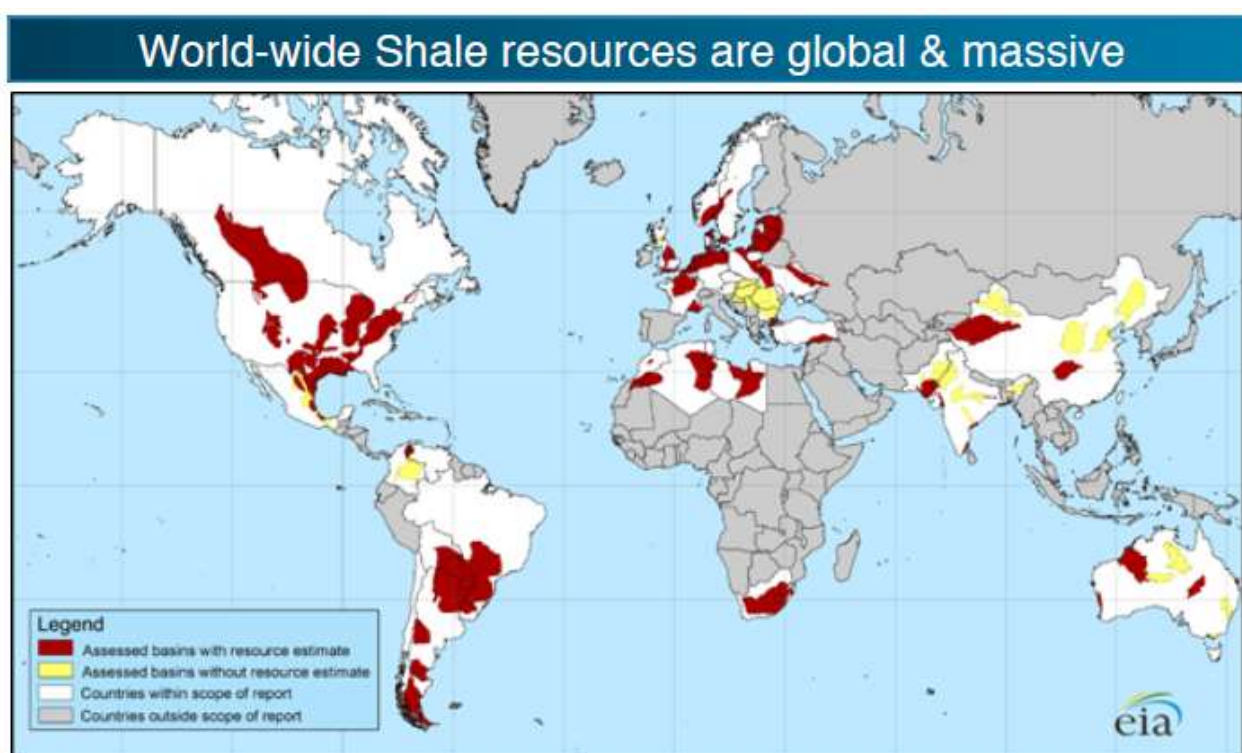 World-wide Shale resources are global & massive
Legend
Assessed basins with resource estimate
Assessed basins without resource estimate
Countries within scope of report
Countries outside scope of report
eia